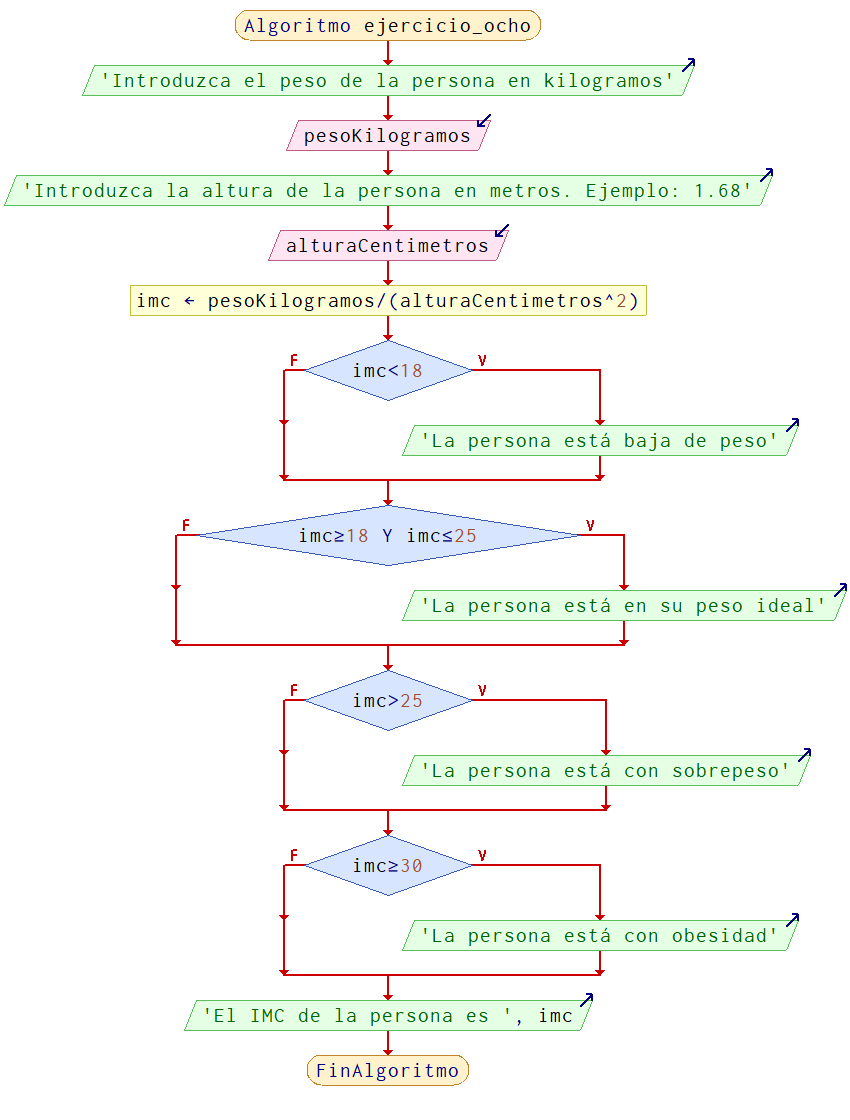 Algoritmo ejercicio_ocho
'Introduzca el peso de la persona en kilogramos'
pesoKilogramos
'Introduzca la altura de la persona en metros. Ejemplo: 1.68'
alturaCentimetros
imc ← pesoKilogramos/(alturaCentimetros^2)
F imc<18 V
'La persona está baja de peso'
F imc≥18 Y imc≤25 V
'La persona está en su peso ideal'
F imc>25 V
'La persona está con sobrepeso'
F imc≥30 V
'La persona está con obesidad'
'El IMC de la persona es ', imc
FinAlgoritmo